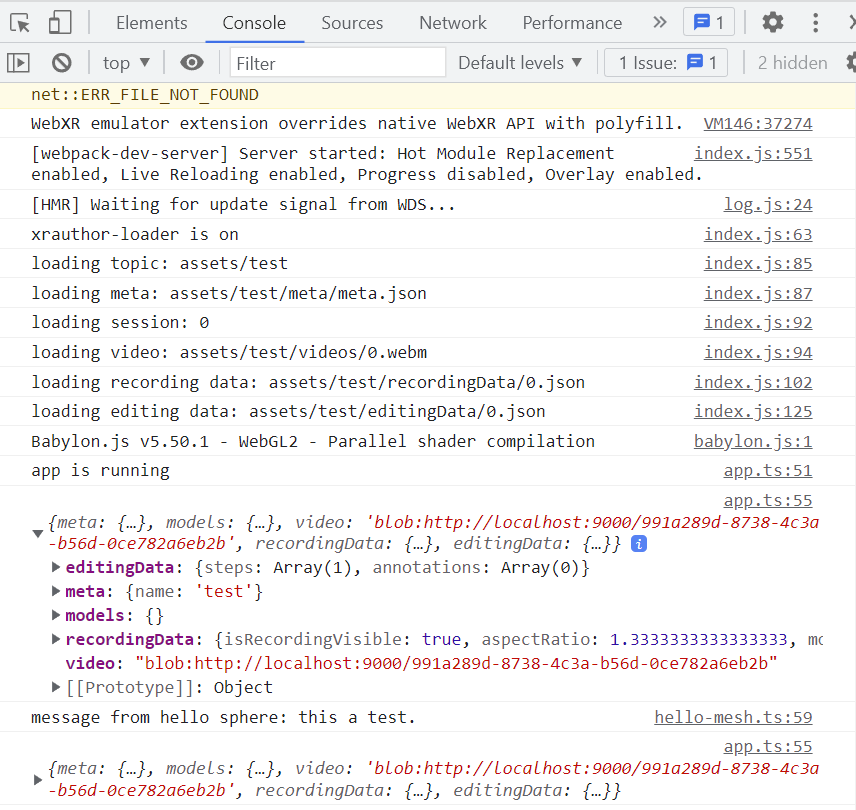 Elements Console Sources Network Performance 1
top ▼ Filter Default levels ▼ 1 Issue: 1 2 hidden
net::ERR_FILE_NOT_FOUND
WebXR emulator extension overrides native WebXR API with polyfill. VM146:37274
[webpack-dev-server] Server started: Hot Module Replacement index.js:551
enabled, Live Reloading enabled, Progress disabled, Overlay enabled.
[HMR] Waiting for update signal from WDS... log.js:24
xrauthor-loader is on index.js:63
loading topic: assets/test index.js:85
loading meta: assets/test/meta/meta.json index.js:87
loading session: 0 index.js:92
loading video: assets/test/videos/0.webm index.js:94
loading recording data: assets/test/recordingData/0.json index.js:102
loading editing data: assets/test/editingData/0.json index.js:125
Babylon.js v5.50.1 - WebGL2 - Parallel shader compilation babylon.js:1
app is running app.ts:51
app.ts:55
{meta: {…}, models: {…}, video: 'blob:http://localhost:9000/991a289d-8738-4c3a
-b56d-0ce782a6eb2b', recordingData: {…}, editingData: {…}} i
editingData: {steps: Array(1), annotations: Array(0)}
meta: {name: 'test'}
models: {}
recordingData: {isRecordingVisible: true, aspectRatio: 1.3333333333333333, mo
video: "blob:http://localhost:9000/991a289d-8738-4c3a-b56d-0ce782a6eb2b"
[[Prototype]]: Object
message from hello sphere: this a test. hello-mesh.ts:59
app.ts:55
{meta: {…}, models: {…}, video: 'blob:http://localhost:9000/991a289d-8738-4c3a
-b56d-0ce782a6eb2b', recordingData: {…}, editingData: {…}}